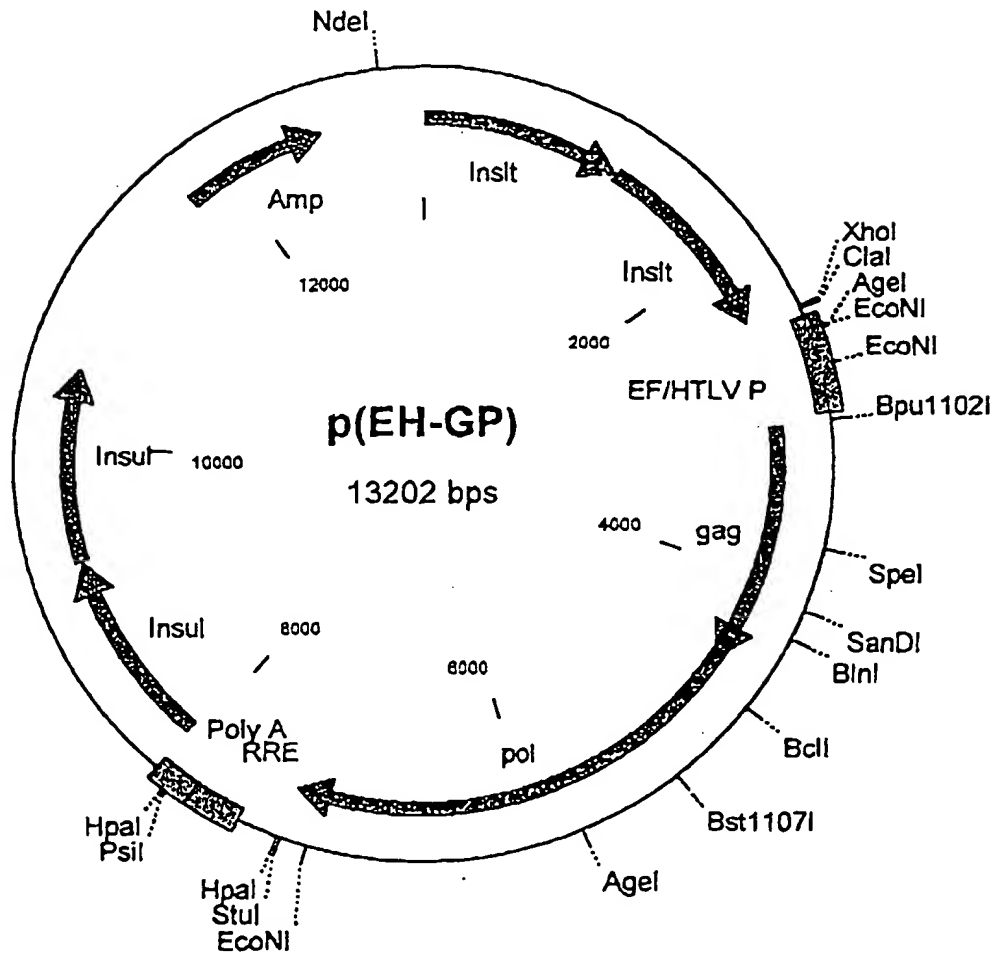 NdeI
Inslt
Amp
12000
Inslt
2000
XhoI
ClaI
AgeI
EcoNI
EcoNI
EF/HTLV P
Bpu1102I
p(EH-GP)
13202 bps
Insul
10000
4000
gag
SpeI
Insul
8000
6000
SanDI
BlnI
Poly A
RRE
pol
BclI
Bst1107I
HpaI
PsiI
AgeI
HpaI
StuI
EcoNI